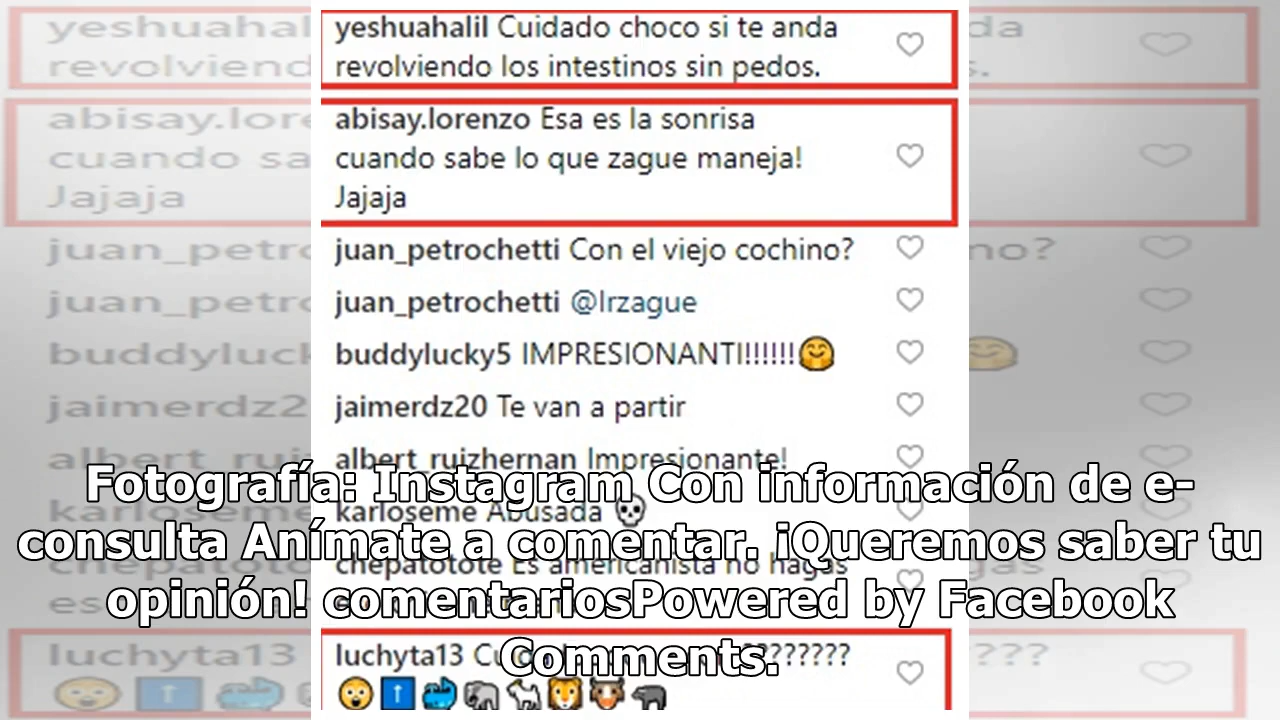 yeshuahalil Cuidado choco si te anda
revolviendo los intestinos sin pedos.
abisay.lorenzo Esa es la sonrisa
cuando sabe lo que zague maneja!
Jajaja
juan_petrochetti Con el viejo cochino?
juan_petrochetti @lrzague
buddylucky5 IMPRESIONANTI!!!!!!!
jaimerdz20 Te van a partir
albert_ruizhernan Impresionante!
karloseme Abusada
chepatotote Es americanista no hagas
luchyta13 ????????
Fotografía: Instagram Con información de e-
consulta Anímate a comentar. ¡Queremos saber tu
opinión! comentariosPowered by Facebook
Comments.